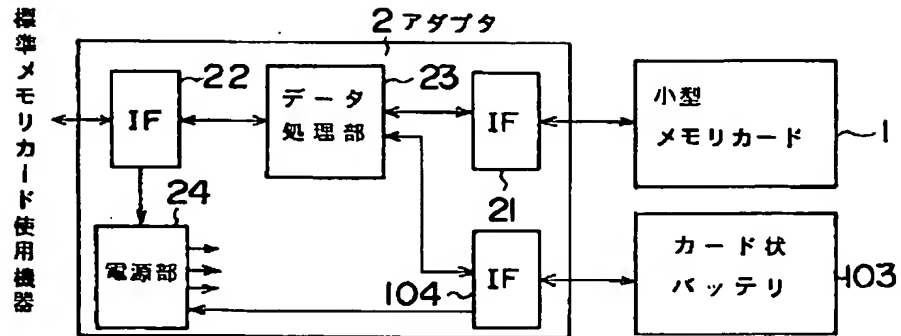 標準メモリカード使用機器
2 アダプタ
22
IF
23
データ
処理部
IF
21
小型
メモリカード
1
24
電源部
104
IF
カード状
バッテリ
103